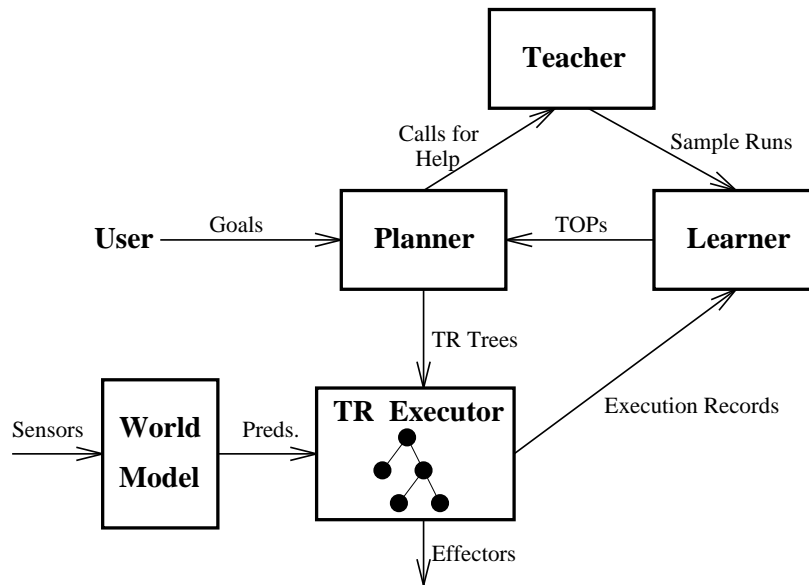 Teacher
Calls for
Help
Sample Runs
User
Goals
Planner
TOPs
Learner
TR Trees
Sensors
World
Model
Preds.
TR Executor
Execution Records
Effectors